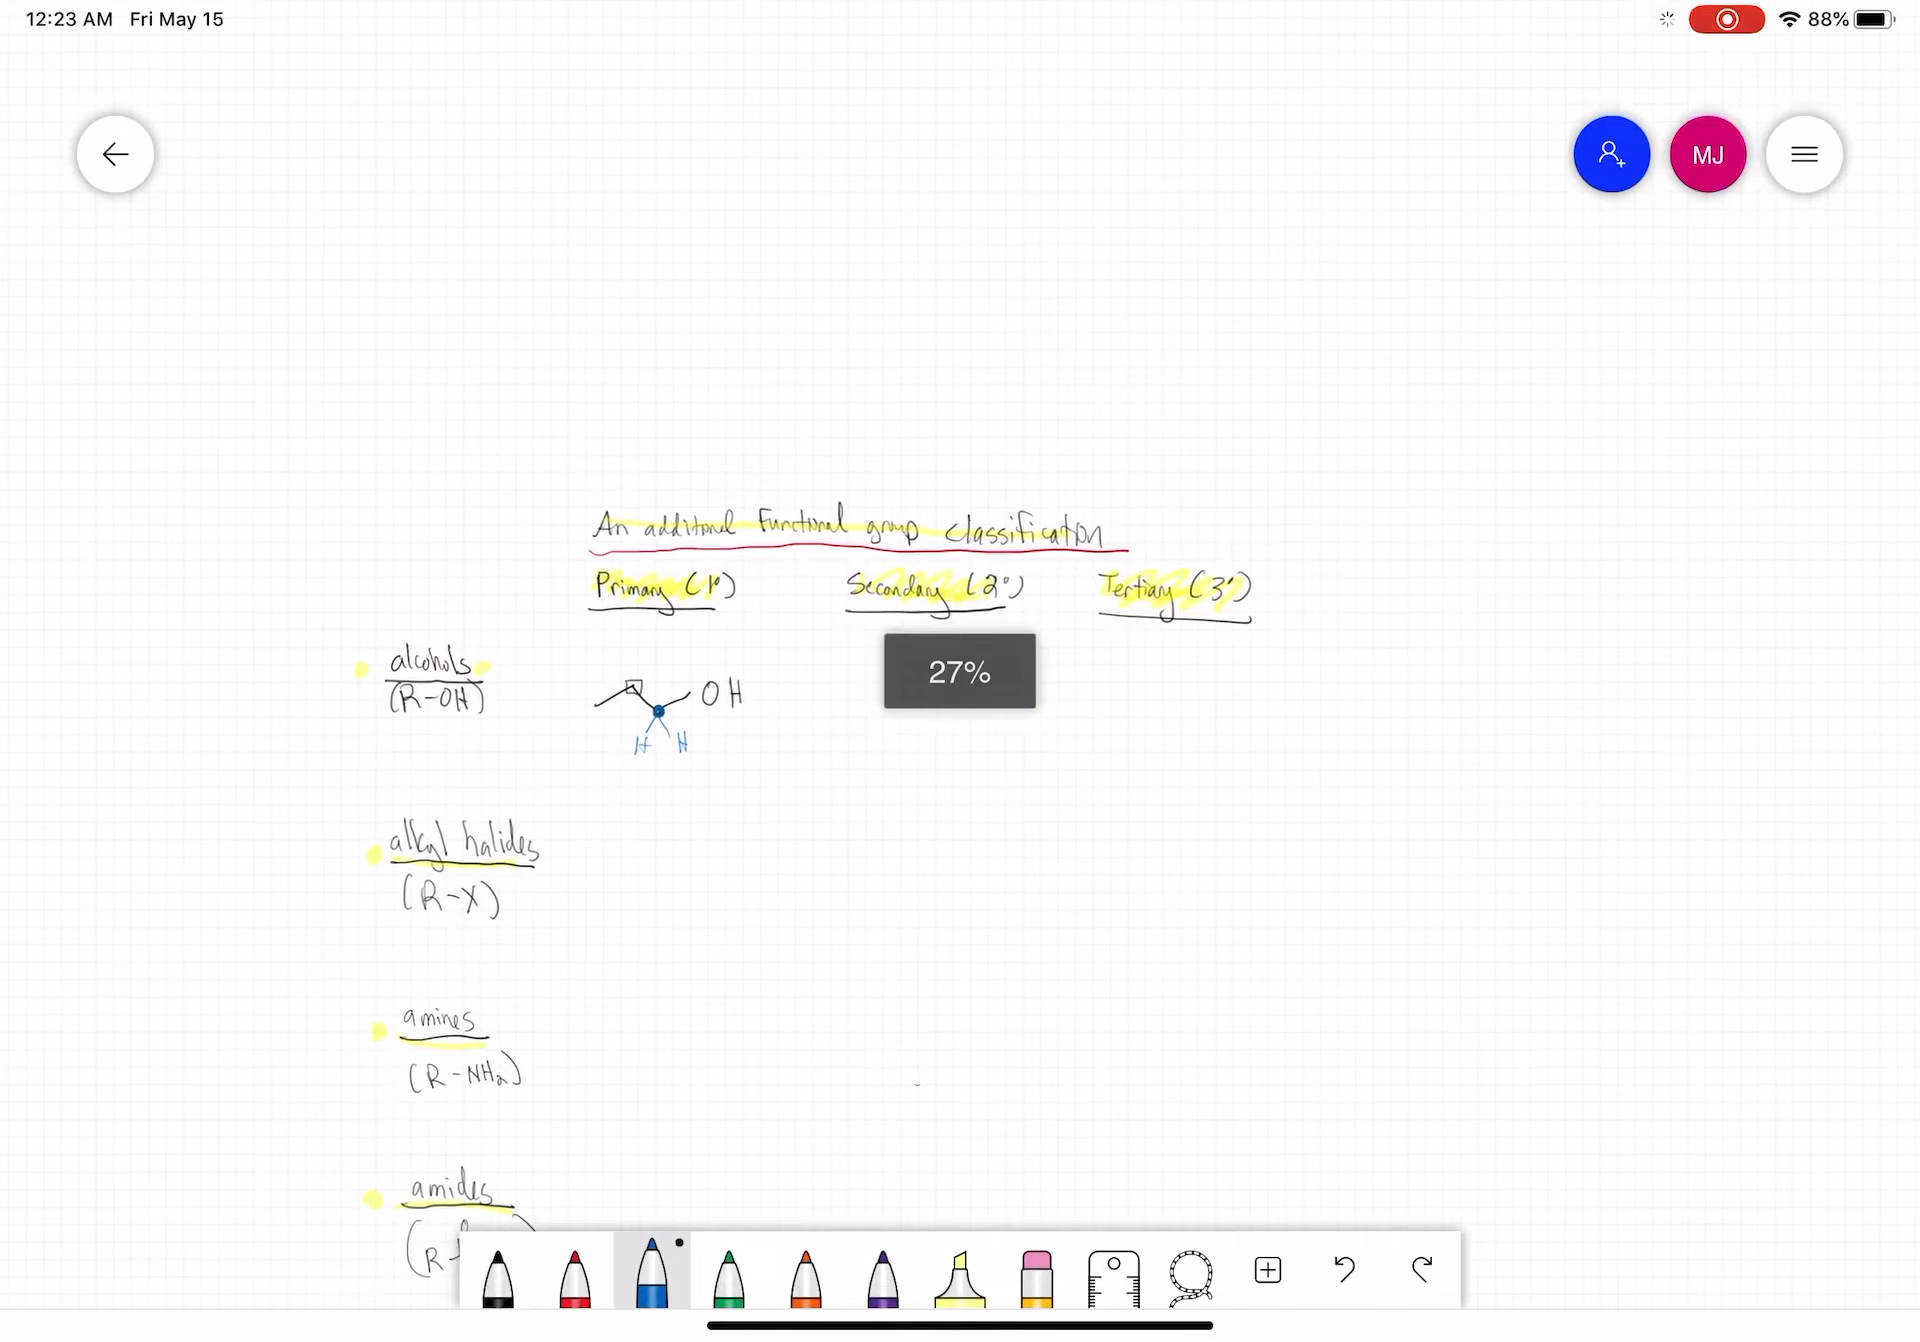 12:23 AM Fri May 15
88%
MJ
An additonal Functional group classification
Primary (1°) Secondary (2°) Tertiary (3°)
27%
alcohols
(R-OH)
OH
H H
alkyl halides
(R-X)
amines
(R-NH2)
amides
(R-